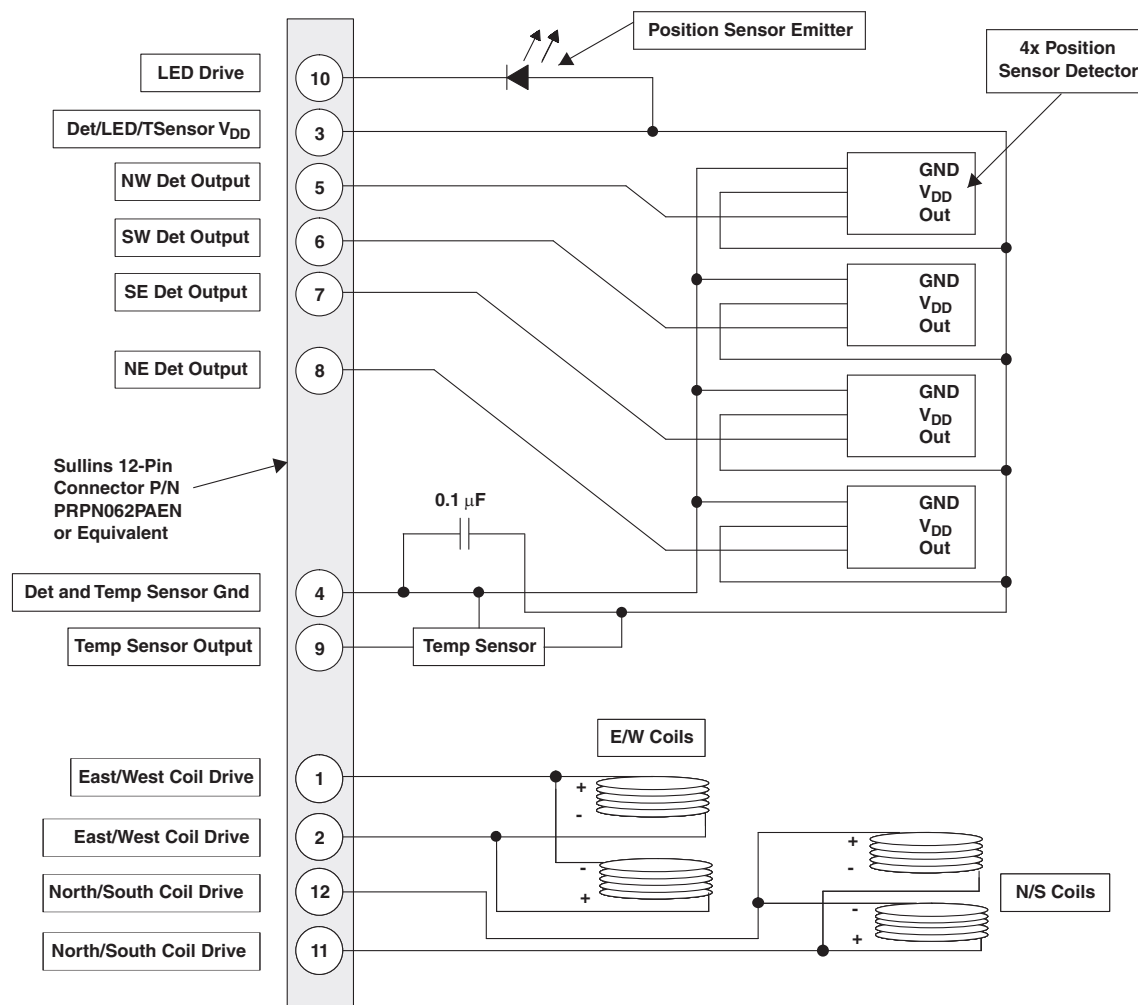 Position Sensor Emitter
4x Position
Sensor Detector
LED Drive
10
Det/LED/TSensor VDD
3
NW Det Output
5
GND
VDD
Out
SW Det Output
6
SE Det Output
7
GND
VDD
Out
NE Det Output
8
GND
VDD
Out
Sullins 12-Pin
Connector P/N
PRPN062PAEN
or Equivalent
0.1 μF
GND
VDD
Out
Det and Temp Sensor Gnd
4
Temp Sensor Output
9
Temp Sensor
E/W Coils
East/West Coil Drive
1
+
-
East/West Coil Drive
2
-
+
+
-
North/South Coil Drive
12
N/S Coils
-
+
North/South Coil Drive
11